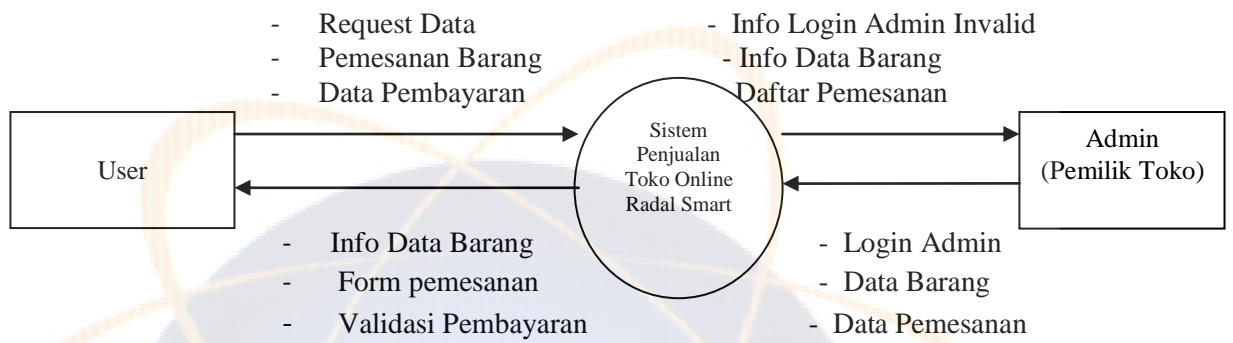 - Request Data
- Pemesanan Barang
- Data Pembayaran
- Info Login Admin Invalid
- Info Data Barang
Daftar Pemesanan
User
Sistem
Penjualan
Toko Online
Radal Smart
Admin
(Pemilik Toko)
- Info Data Barang
- Form pemesanan
- Validasi Pembayaran
- Login Admin
- Data Barang
- Data Pemesanan